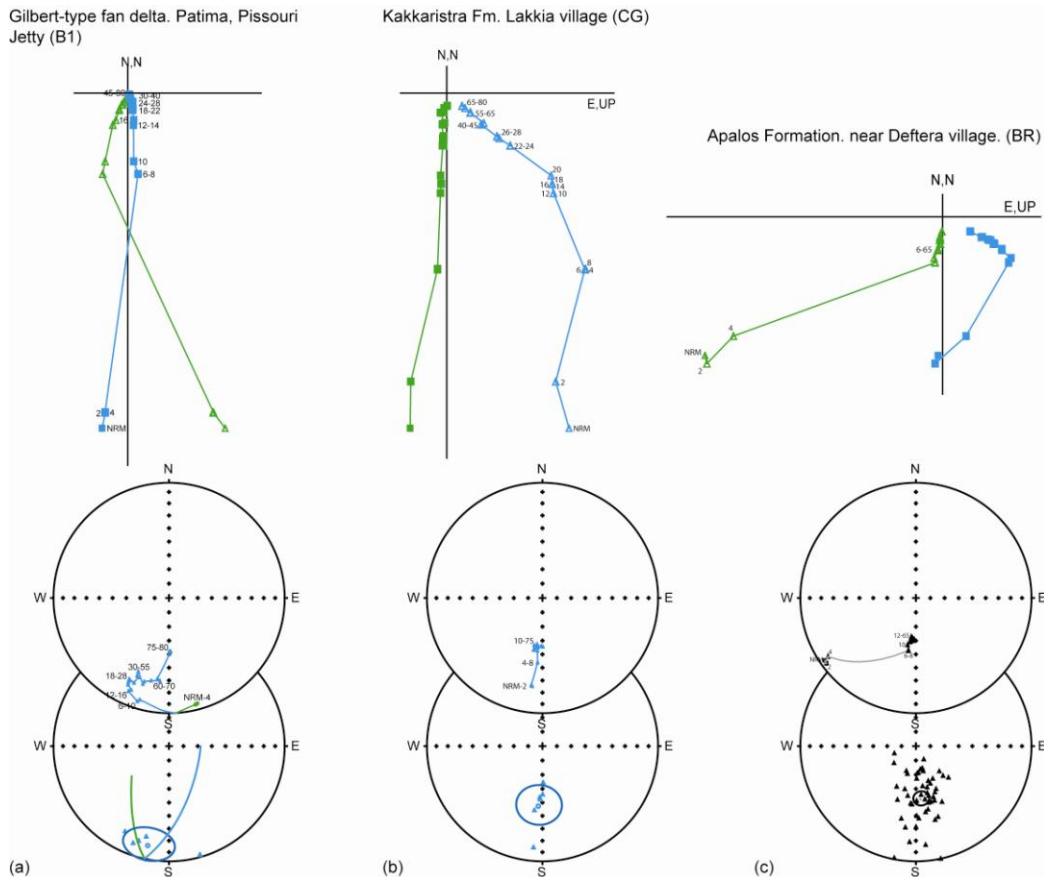 Gilbert-type fan delta. Patima, Pissouri
Jetty (B1)
N,N
45-80
30-40
24-28
18-22
16
12-14
10
6-8
2
4
NRM
Kakkaristra Fm. Lakkia village (CG)
N,N
E,UP
65-80
55-65
40-45
26-28
22-24
20
18
16
14
12
10
8
6
4
2
NRM
Apalos Formation. near Deftera village. (BR)
N,N
E,UP
6-65
4
NRM
2
N
W
E
S
75-80
30-55
18-28
60-70
12-16
6-10
NRM-4
W
E
S
(a)
N
W
E
S
10-75
4-8
NRM-2
W
E
S
(b)
N
W
E
S
12-65
10
6-8
4
NRM
W
E
S
(c)